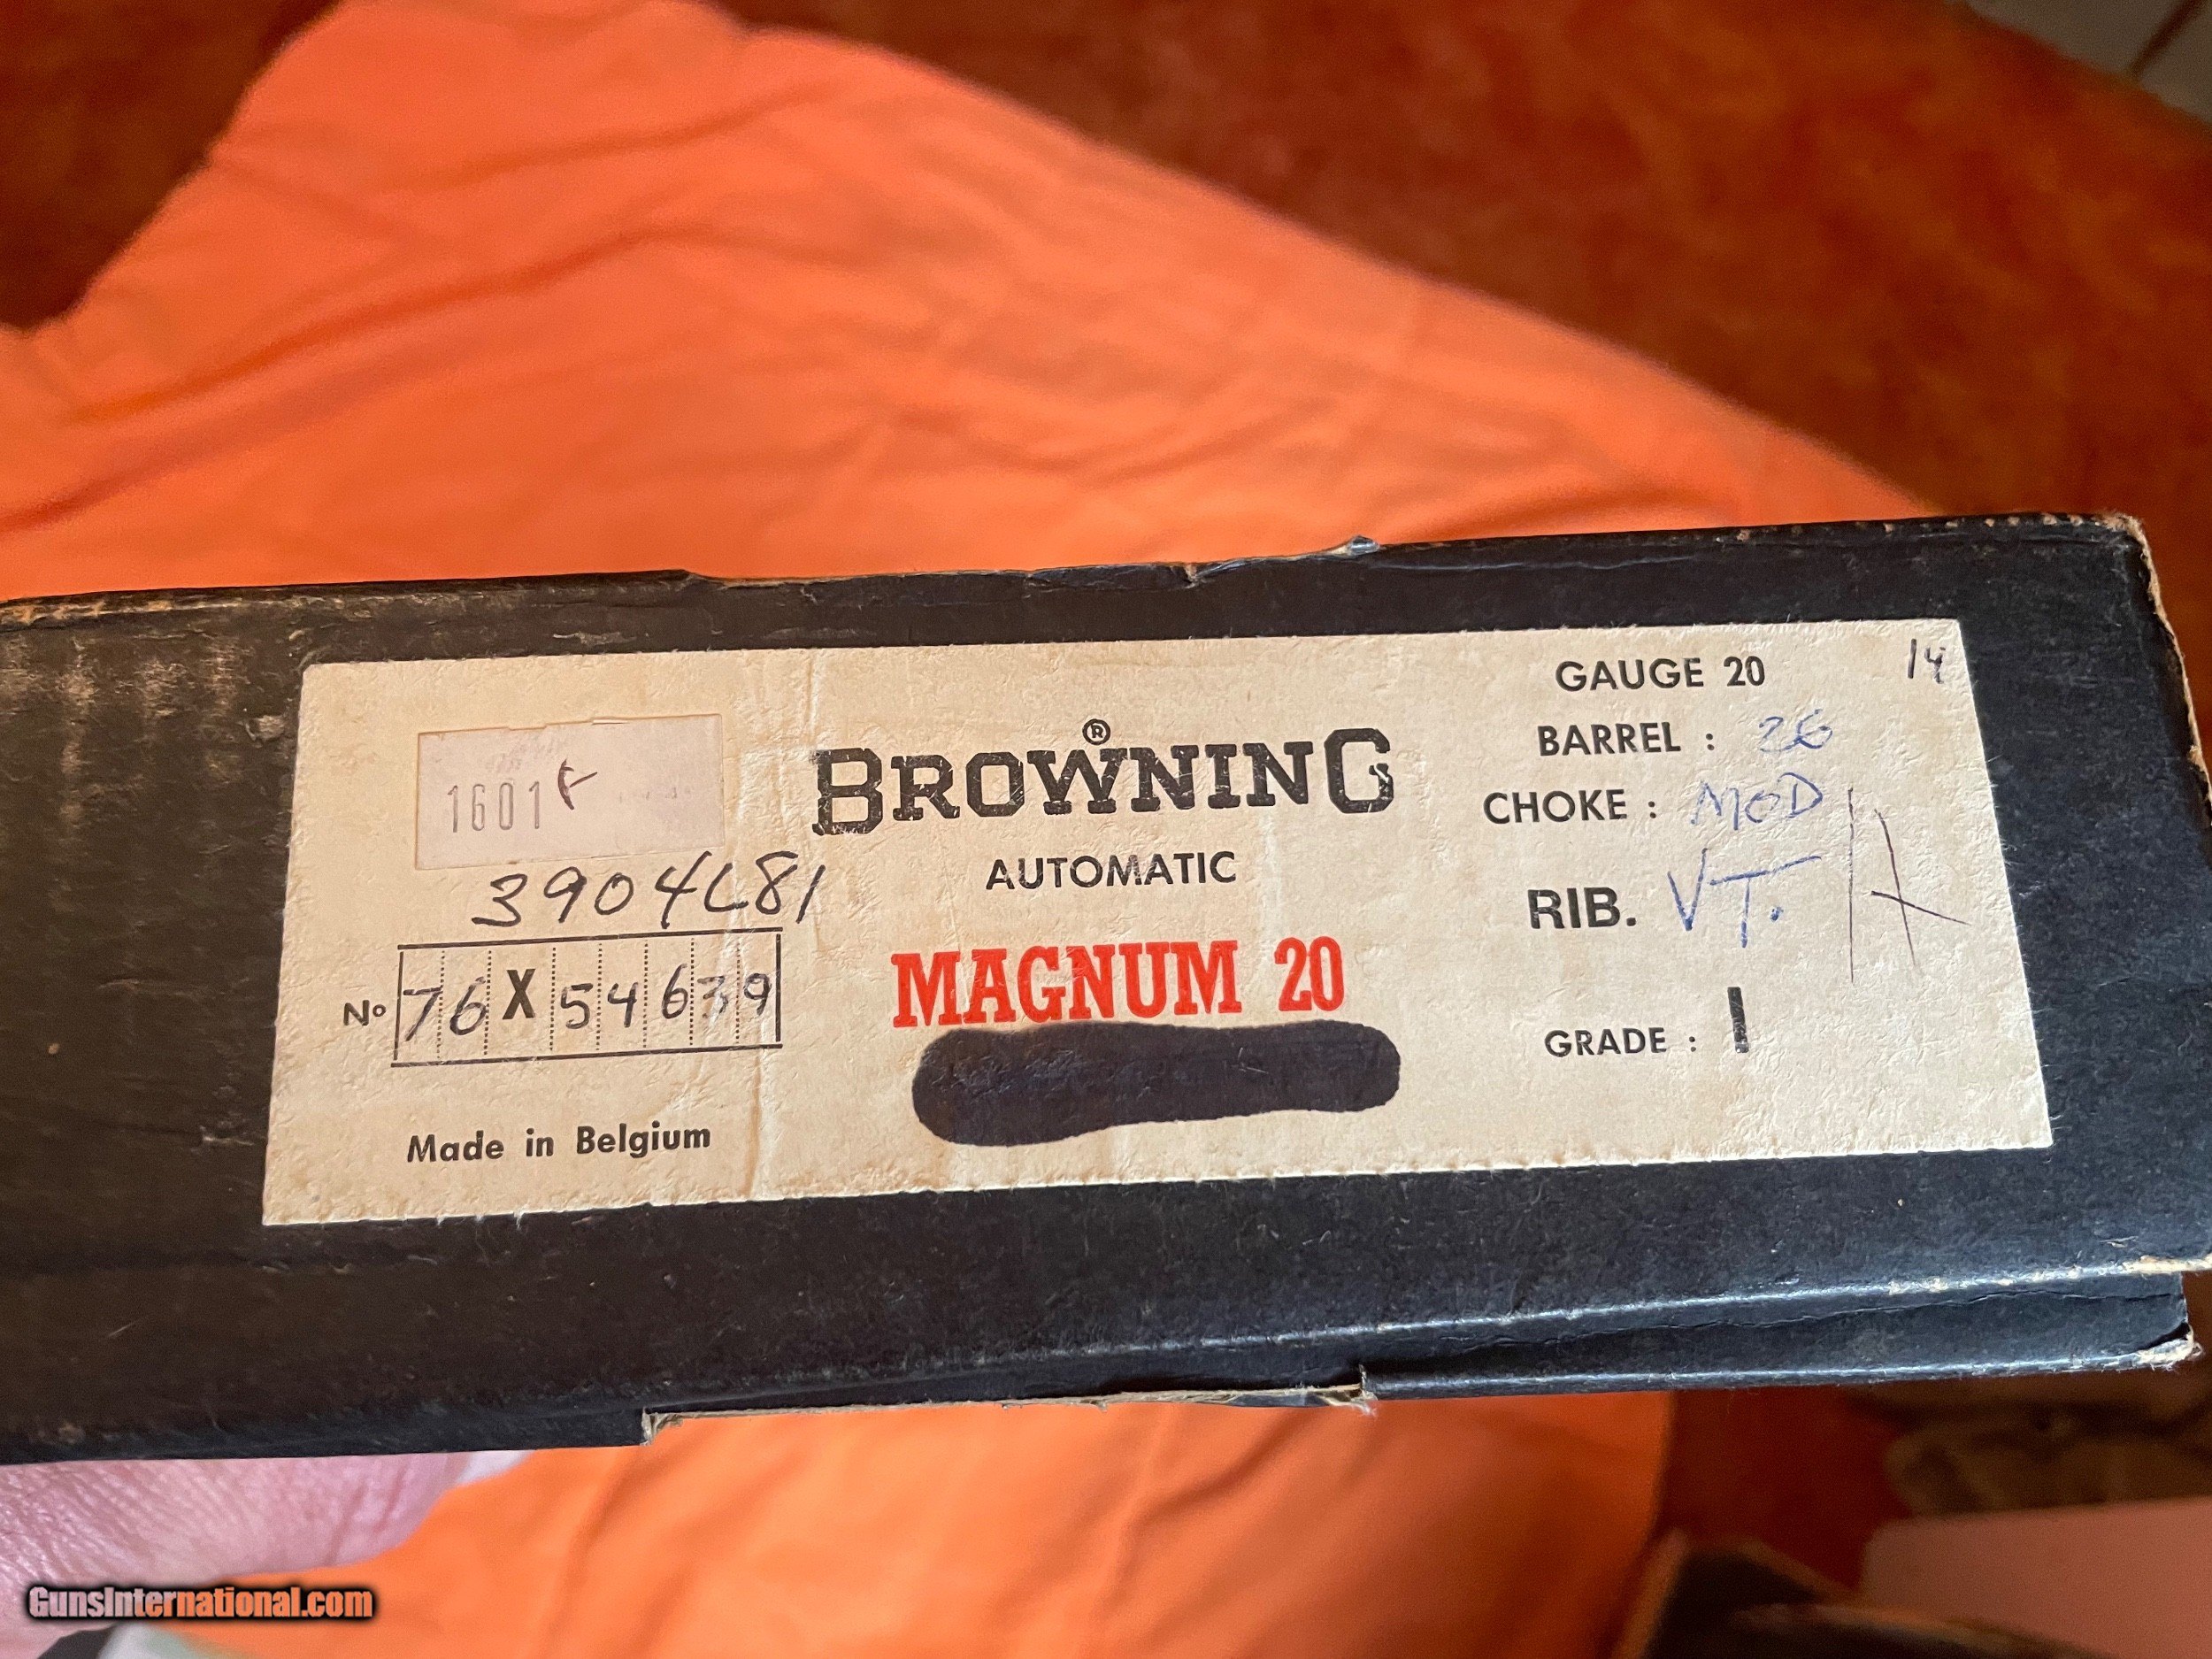 1601
3904L81
No 76 X 54639
Made in Belgium
BROWNING ®
AUTOMATIC
MAGNUM 20
GAUGE 20 14
BARREL : 26
CHOKE : MOD
RIB. VT.
GRADE : I
GunsInternational.com